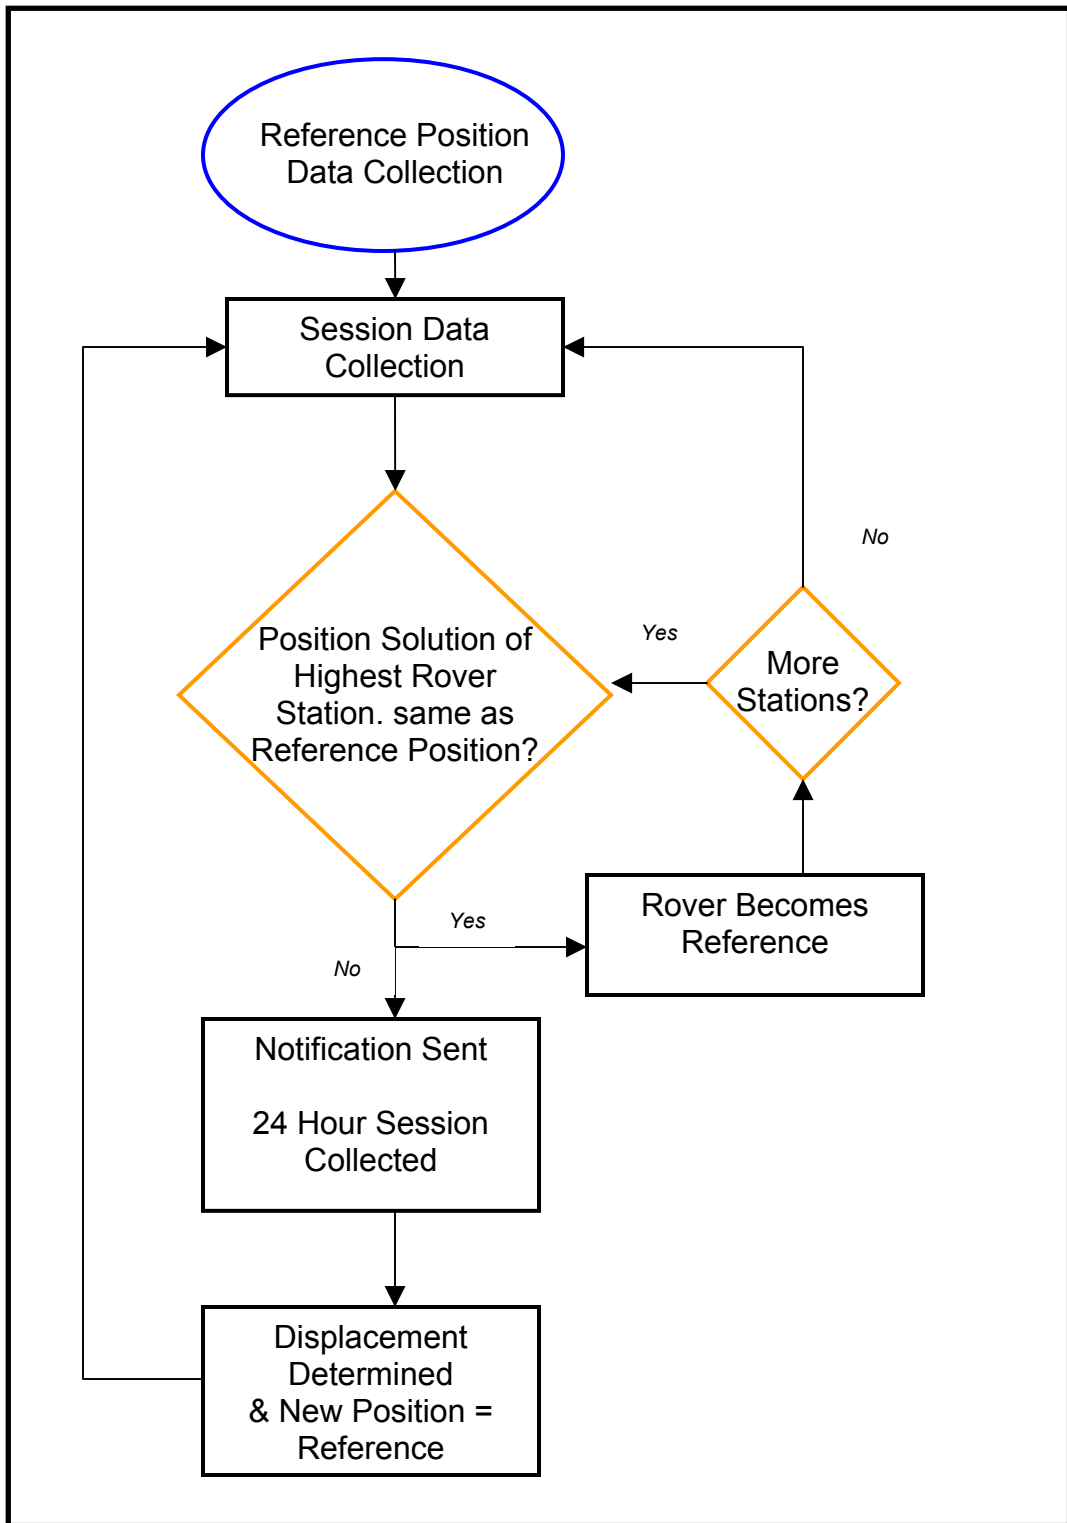 Reference Position
Data Collection
Session Data
Collection
No
Yes
Position Solution of
Highest Rover
Station. same as
Reference Position?
More
Stations?
Yes
Rover Becomes
Reference
No
Notification Sent
24 Hour Session
Collected
Displacement
Determined
& New Position =
Reference